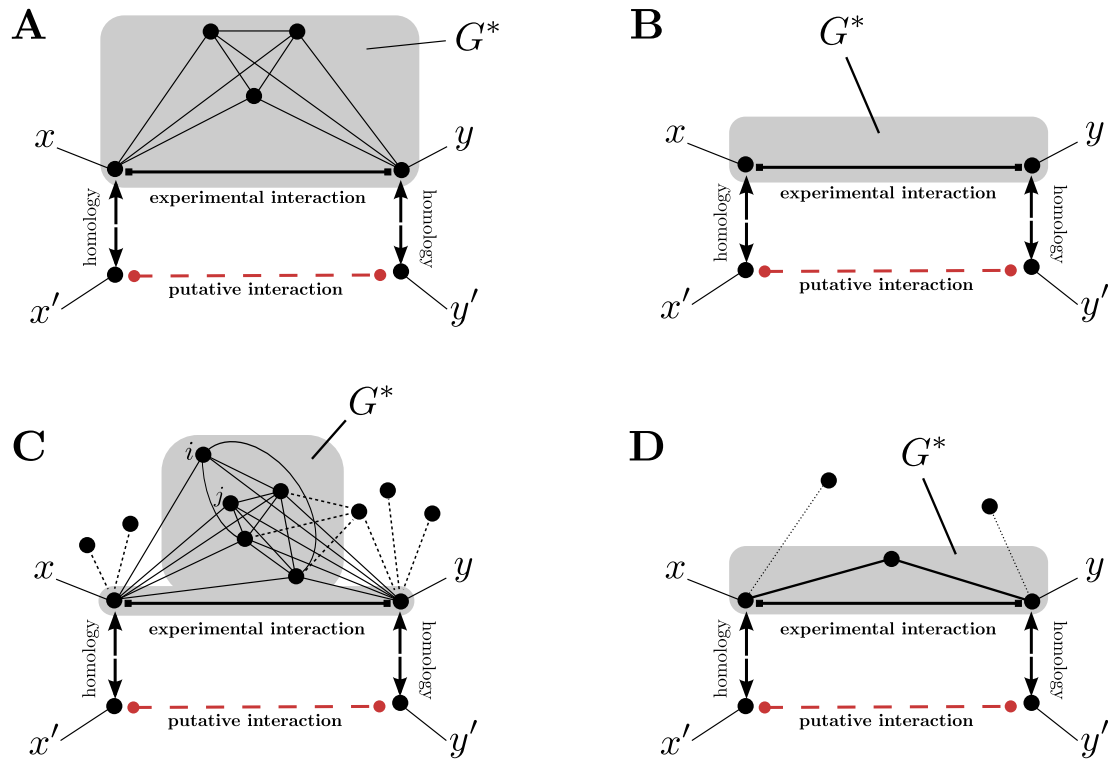 A
G*
x
y
experimental interaction
homology
homology
putative interaction
x′
y′
B
G*
x
y
experimental interaction
homology
homology
putative interaction
x′
y′
C
G*
i
j
x
y
experimental interaction
homology
homology
putative interaction
x′
y′
D
G*
x
y
experimental interaction
homology
homology
putative interaction
x′
y′